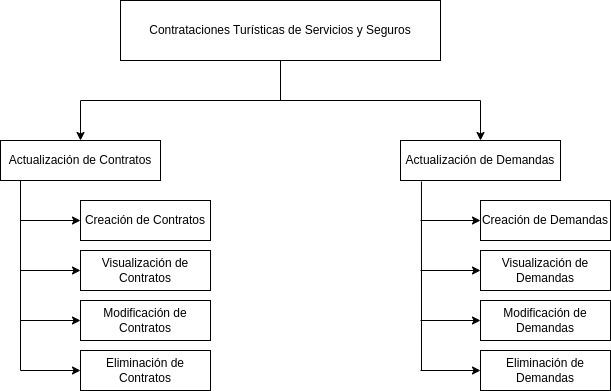 Contrataciones Turísticas de Servicios y Seguros
Actualización de Contratos
Creación de Contratos
Visualización de
Contratos
Modificación de
Contratos
Eliminación de
Contratos
Actualización de Demandas
Creación de Demandas
Visualización de
Demandas
Modificación de
Demandas
Eliminación de
Demandas